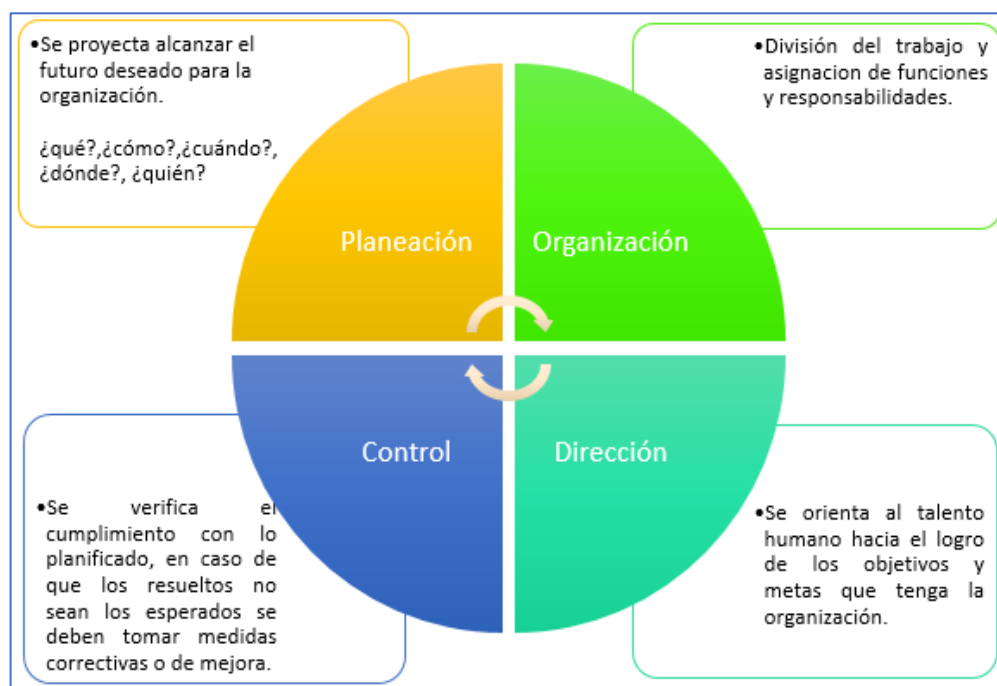 •Se proyecta alcanzar el
futuro deseado para la
organización.
¿qué?,¿cómo?,¿cuándo?,
¿dónde?, ¿quién?
•División del trabajo y
asignacion de funciones
y responsabilidades.
Planeación
Organización
Control
Dirección
•Se verifica el
cumplimiento con lo
planificado, en caso de
que los resueltos no
sean los esperados se
deben tomar medidas
correctivas o de mejora.
•Se orienta al talento
humano hacia el logro
de los objetivos y
metas que tenga la
organización.